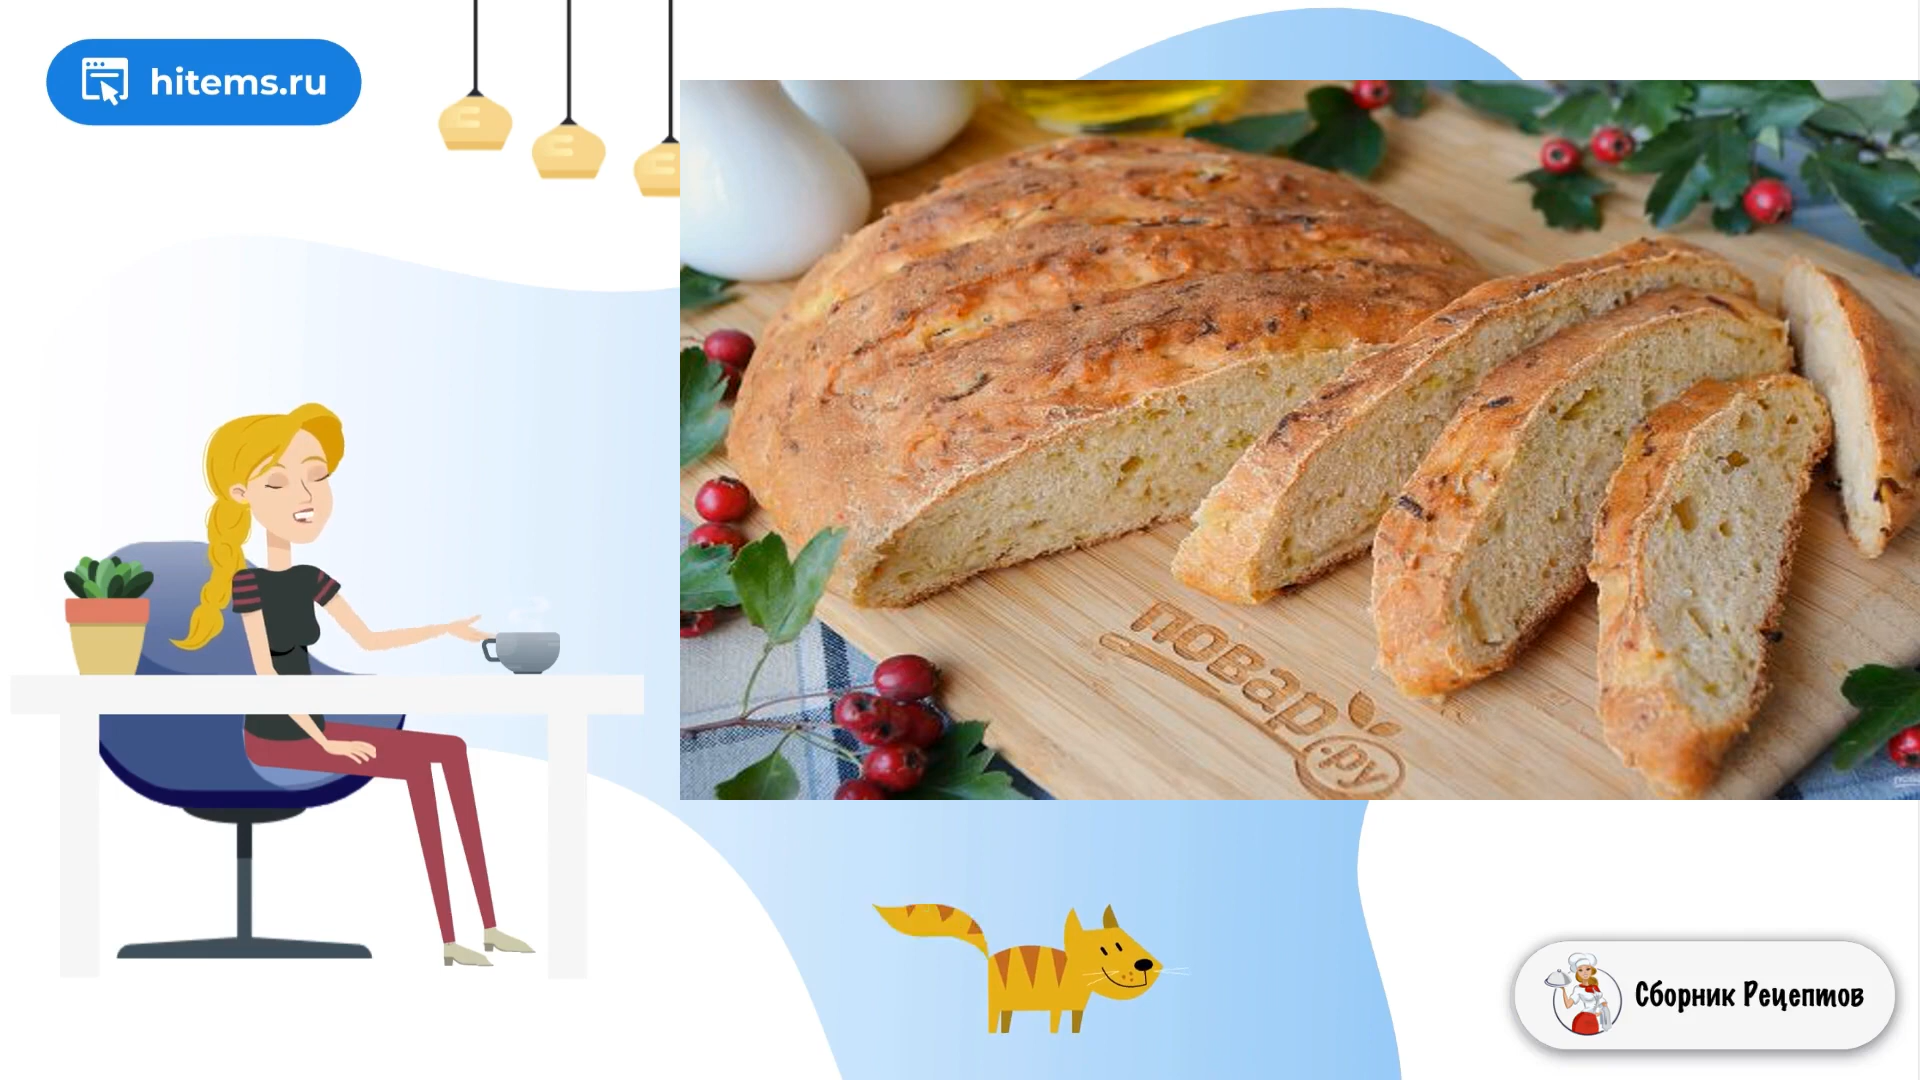 hitems.ru
повар
.ру
Сборник Рецептов